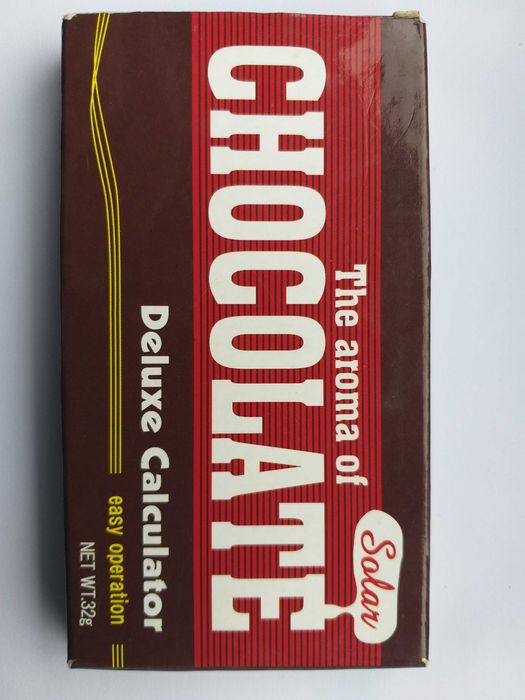 Solar
The aroma of
CHOCOLATE
Deluxe Calculator
easy operation
NET WT.32g